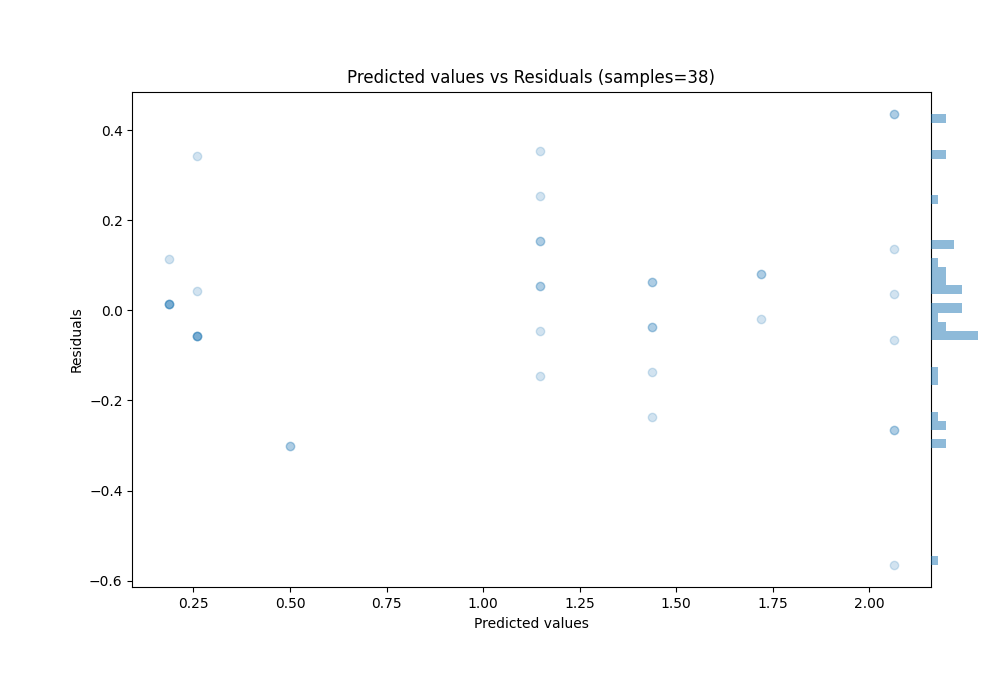 Predicted values vs Residuals (samples=38)
0.4
0.2
0.0
−0.2
−0.4
−0.6
Residuals
0.25 0.50 0.75 1.00 1.25 1.50 1.75 2.00
Predicted values